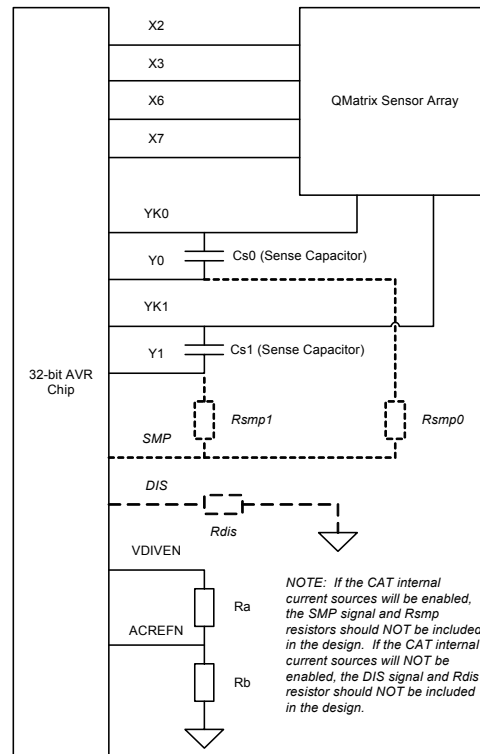 X2
X3
QMatrix Sensor Array
X6
X7
YK0
Y0
Cs0 (Sense Capacitor)
YK1
Y1
Cs1 (Sense Capacitor)
32-bit AVR
Chip
Rsmp1
Rsmp0
SMP
DIS
Rdis
VDIVEN
Ra
ACREFN
Rb
NOTE: If the CAT internal
current sources will be enabled,
the SMP signal and Rsmp
resistors should NOT be included
in the design. If the CAT internal
current sources will NOT be
enabled, the DIS signal and Rdis
resistor should NOT be included
in the design.